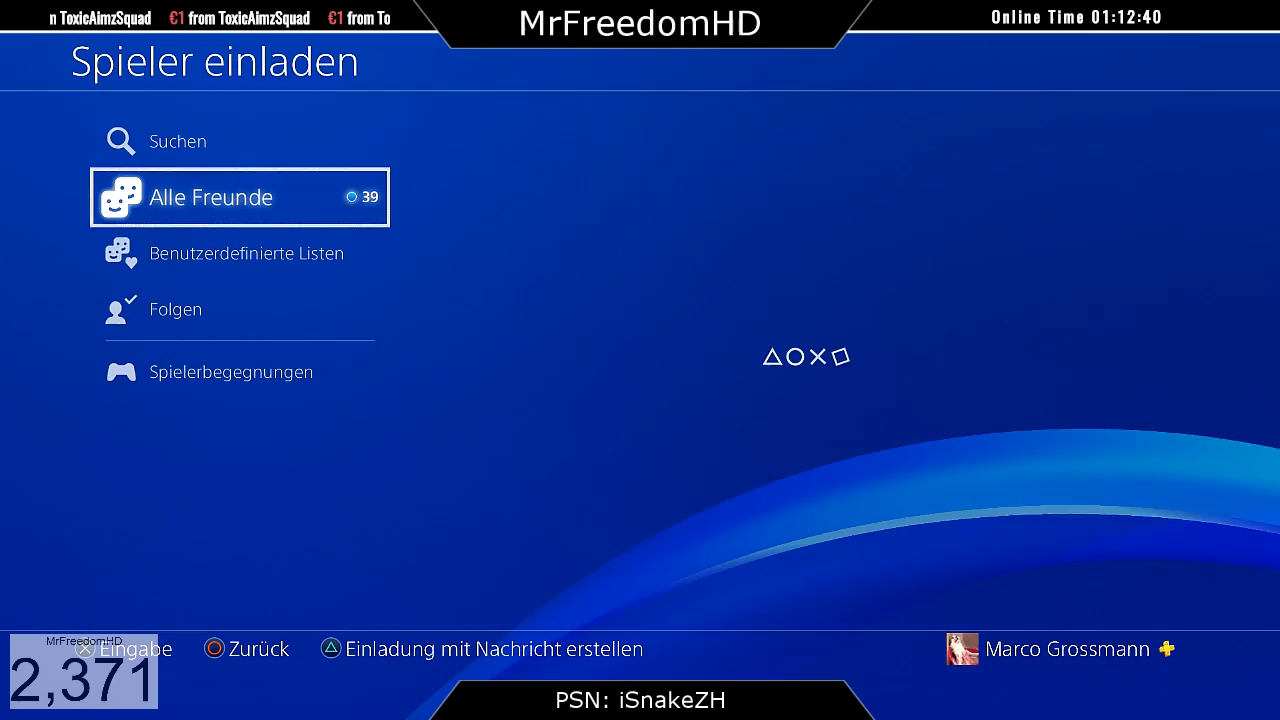 n ToxicAimzSquad €1 from ToxicAimzSquad €1 from To
MrFreedomHD
Online Time 01:12:40
Spieler einladen
Suchen
Alle Freunde 39
Benutzerdefinierte Listen
Folgen
Spielerbegegnungen
MrFreedomHD
2,371
Eingabe Zurück Einladung mit Nachricht erstellen
Marco Grossmann
PSN: iSnakeZH